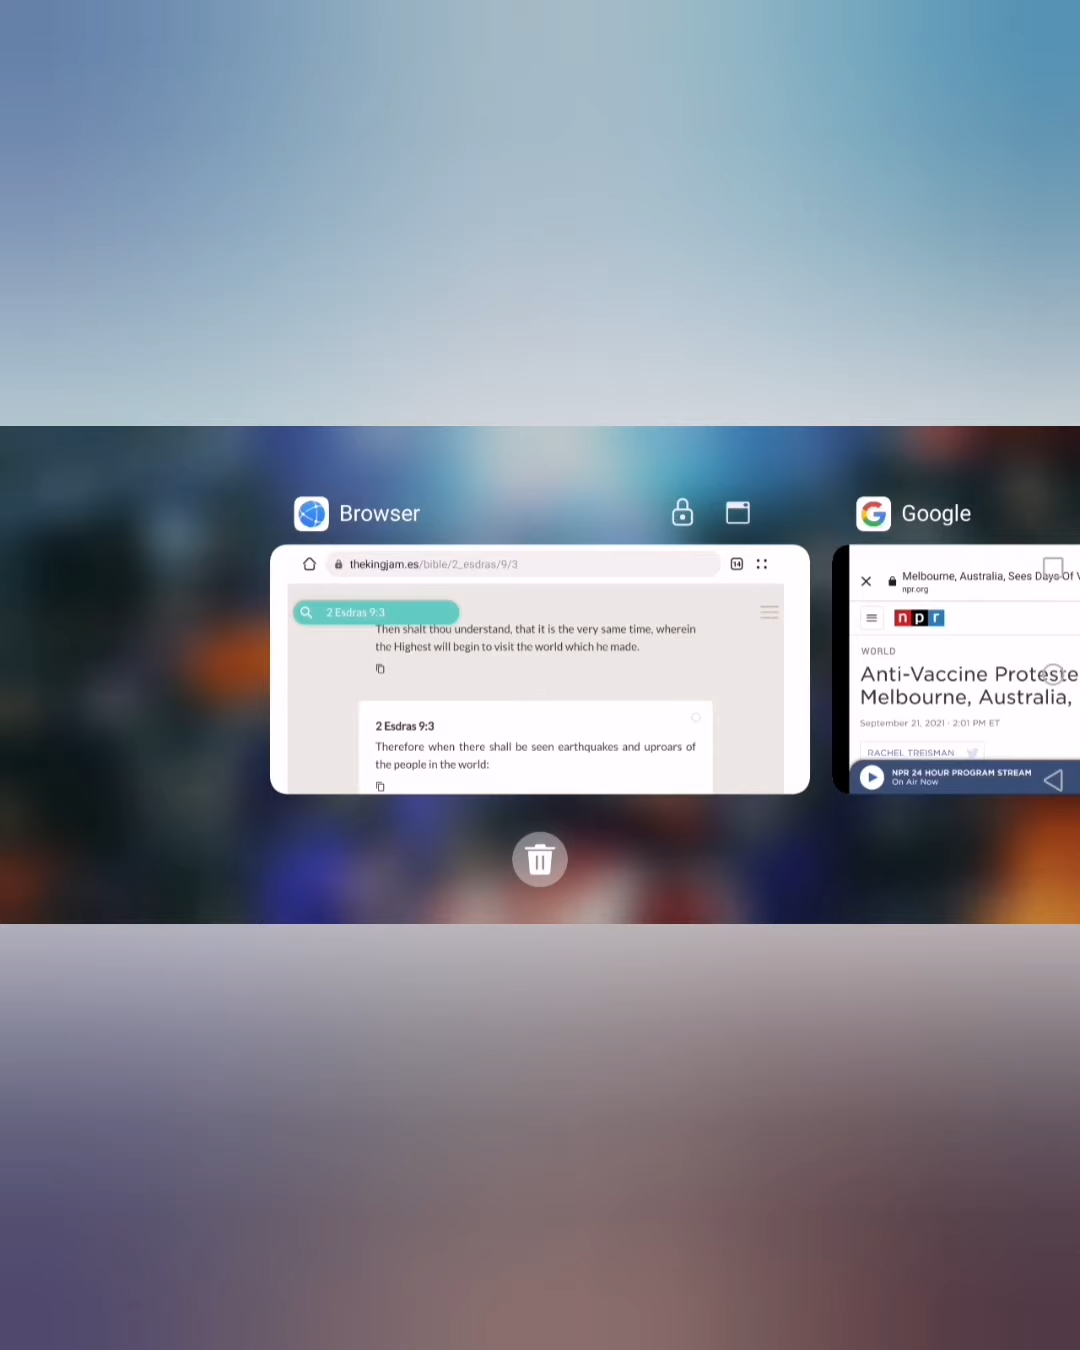 Browser
thekingjam.es/bible/2_esdras/9/3
14
2 Esdras 9:3
Then shalt thou understand, that it is the very same time, wherein
the Highest will begin to visit the world which he made.
2 Esdras 9:3
Therefore when there shall be seen earthquakes and uproars of
the people in the world:
Google
Melbourne, Australia, Sees Days Of
npr.org
npr
WORLD
Anti-Vaccine Proteste
Melbourne, Australia,
September 21, 2021 · 2:01 PM ET
RACHEL TREISMAN
NPR 24 HOUR PROGRAM STREAM
On Air Now